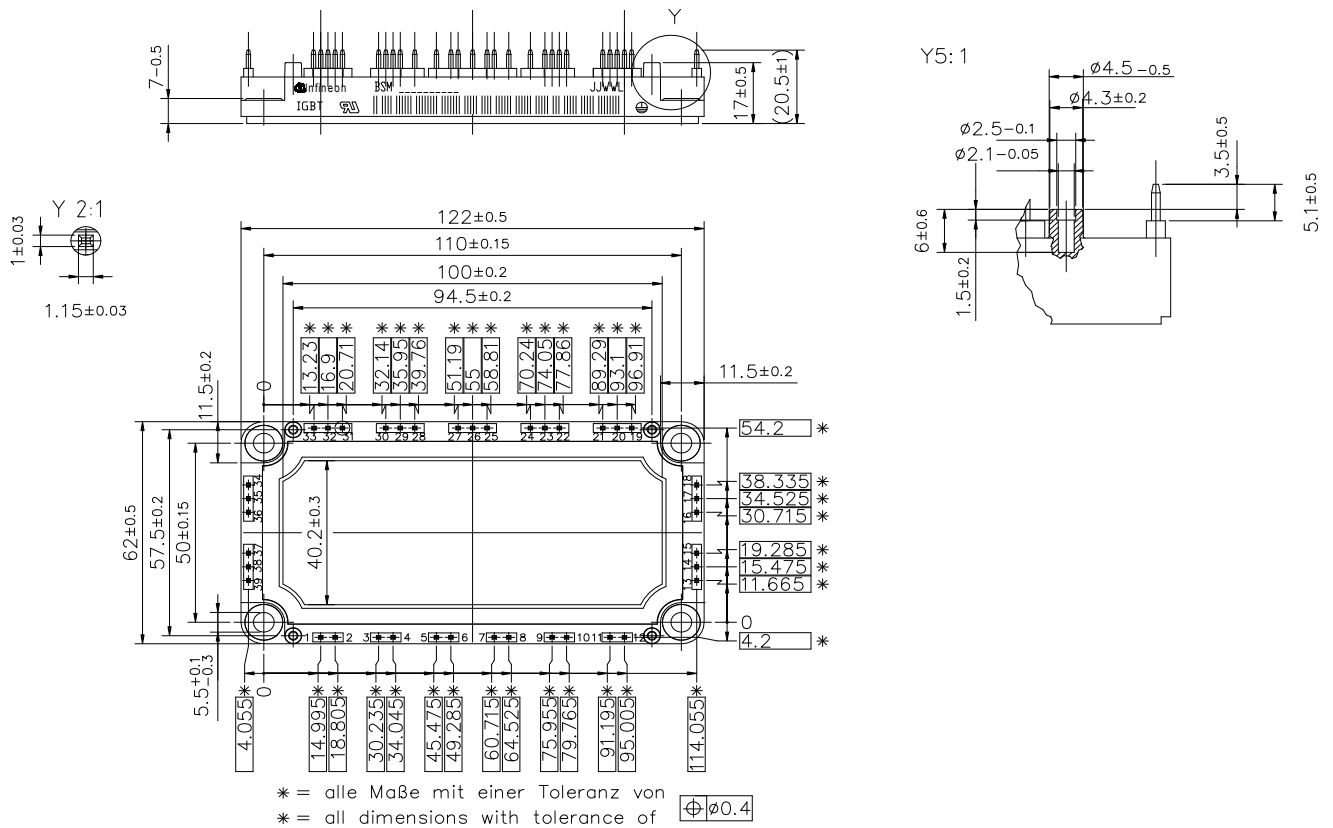 Y
7-0.5
infineon
BSM
JJWWL
IGBT
17±0.5
(20.5±1)
Y5:1
ø4.5-0.5
ø4.3±0.2
ø2.5-0.1
ø2.1-0.05
3.5±0.5
5.1±0.5
6±0.6
1.5±0.2
Y 2:1
1±0.03
1.15±0.03
122±0.5
110±0.15
100±0.2
94.5±0.2
* * * * * * * * * * * * * * *
13.23 16.9 20.71 32.14 35.95 39.76 51.19 55 58.81 70.24 74.05 77.86 89.29 93.1 96.91
11.5±0.2
0
11.5±0.2
33 32 31 30 29 28 27 26 25 24 23 22 21 20 19
54.2 *
34 35 36
18 17 16
38.335 *
34.525 *
30.715 *
62±0.5
57.5±0.2
50±0.15
40.2±0.3
37 38 39
15 14 13
19.285 *
15.475 *
11.665 *
0
1 2 3 4 5 6 7 8 9 10 11 12
4.2 *
5.5+0.1-0.3
0
* * * * * * * * * * * * * *
4.055 14.995 18.805 30.235 34.045 45.475 49.285 60.715 64.525 75.955 79.765 91.195 95.005 114.055
* = alle Maße mit einer Toleranz von
* = all dimensions with tolerance of
ø0.4